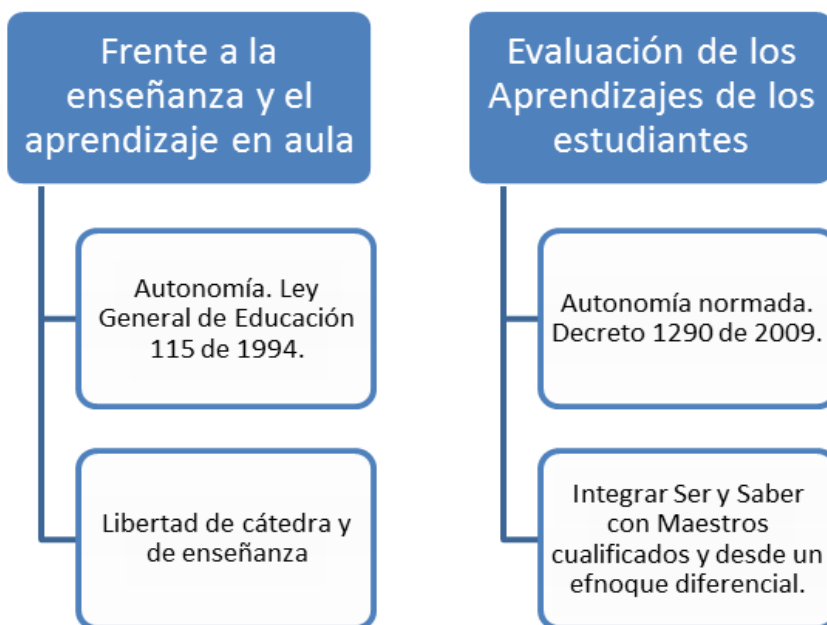 Frente a la
enseñanza y el
aprendizaje en aula
Autonomía. Ley
General de Educación
115 de 1994.
Libertad de cátedra y
de enseñanza
Evaluación de los
Aprendizajes de los
estudiantes
Autonomía normada.
Decreto 1290 de 2009.
Integrar Ser y Saber
con Maestros
cualificados y desde un
efnoque diferencial.